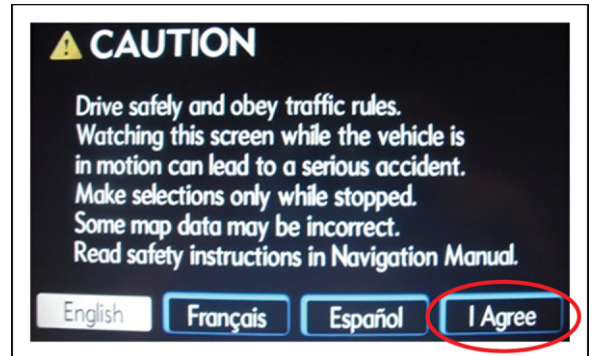 CAUTION
Drive safely and obey traffic rules.
Watching this screen while the vehicle is
in motion can lead to a serious accident.
Make selections only while stopped.
Some map data may be incorrect.
Read safety instructions in Navigation Manual.
English Français Español I Agree